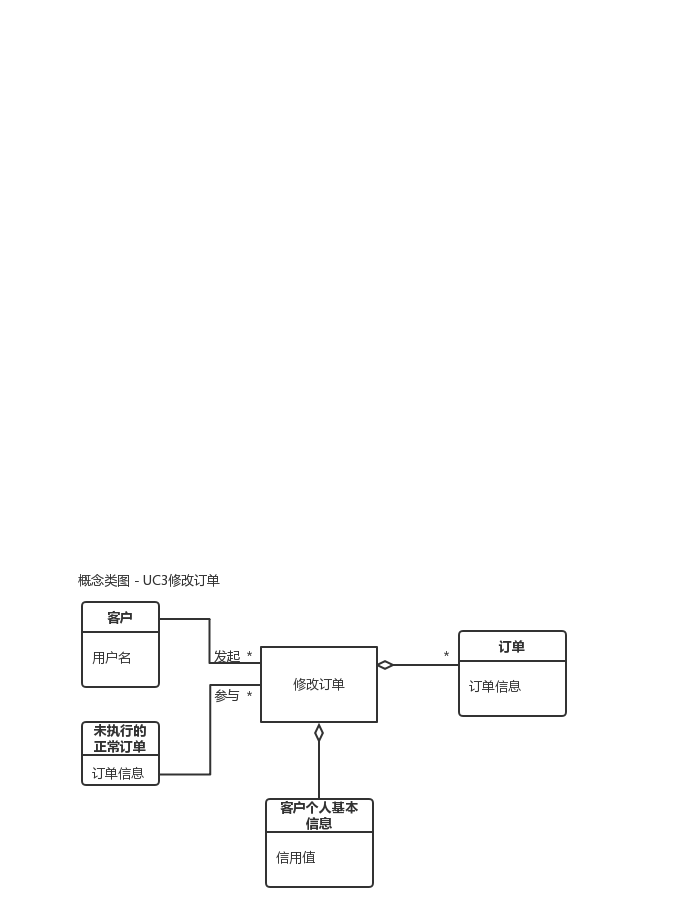 概念类图 - UC3修改订单
客户
用户名
发起 *
参与 *
未执行的
正常订单
订单信息
修改订单
*
订单
订单信息
客户个人基本
信息
信用值